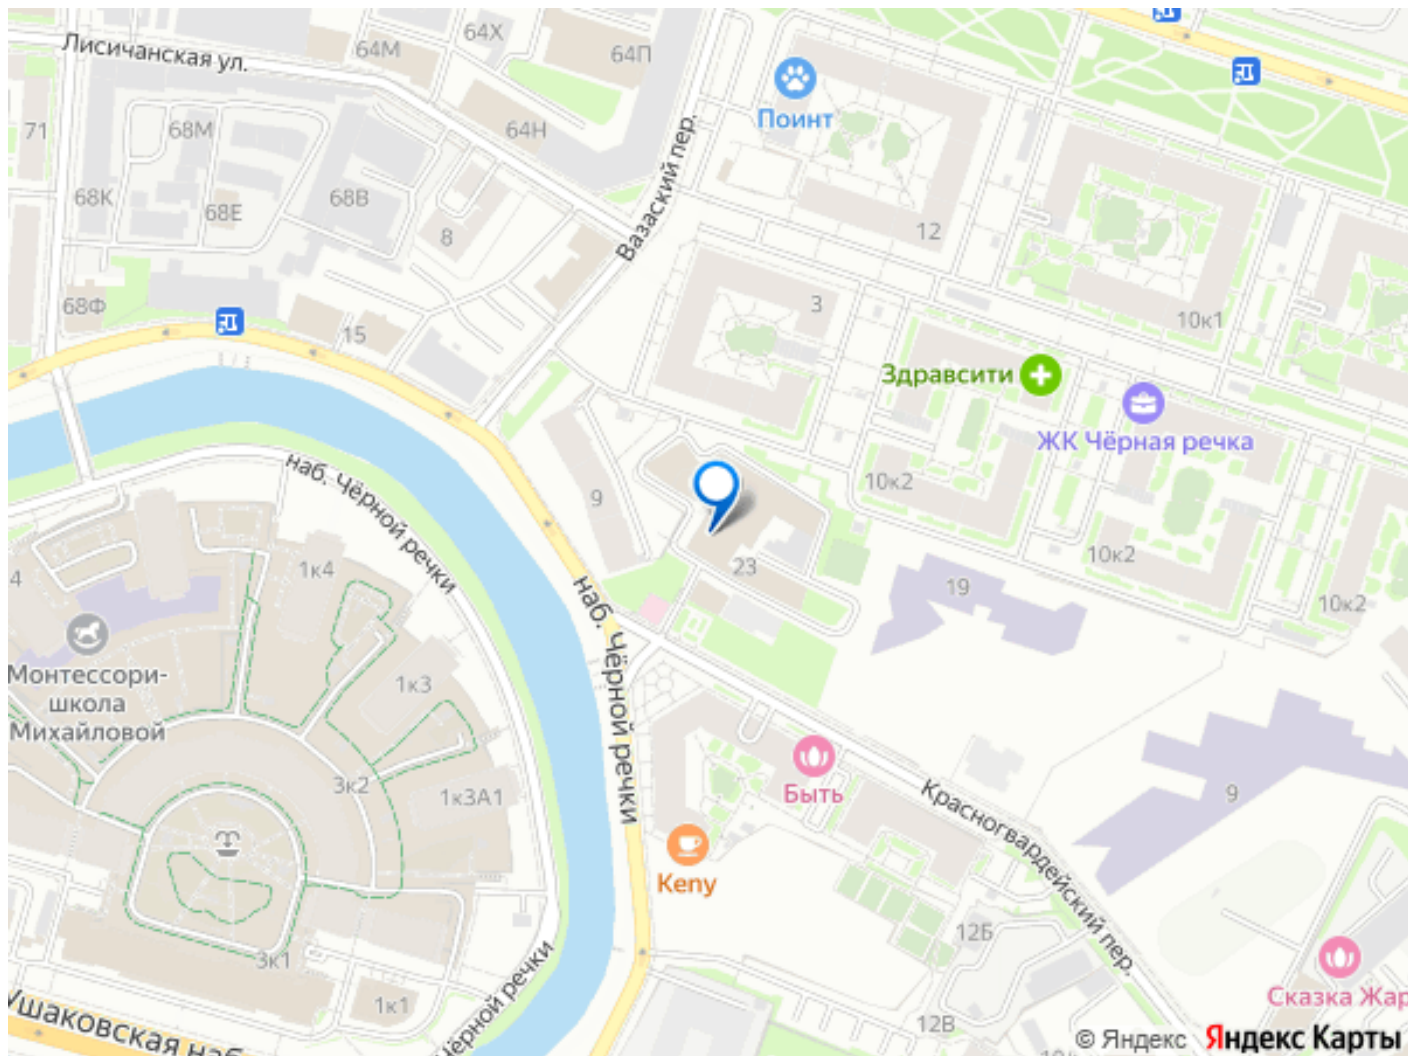 64Х
Лисичанская ул.
64М
64П
71
68М
64Н
Поинт
68К
68Е
68В
8
Вазаский пер.
12
68Ф
15
3
10к1
Здравсити
ЖК Чёрная речка
наб. Чёрной речки
9
10к2
23
10к2
19
1к4
4
наб. Чёрной речки
10к2
Монтессори-
школа
Михайловой
1к3
3к2
1к3А1
Быть
Красногвардейский пер.
9
Keny
12Б
3к1
Чёрной речки
1к1
12В
Сказка Жар
Ушаковская наб.
© Яндекс Яндекс Карты